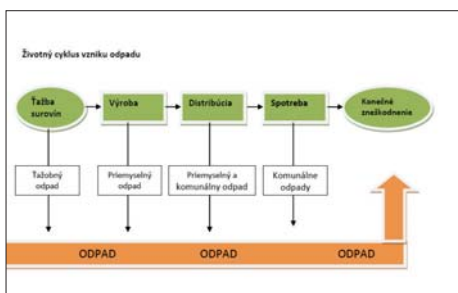 Životný cyklus vzniku odpadu
Ťažba
surovín
Výroba
Distribúcia
Spotreba
Konečné
zneškodnenie
Tažobný
odpad
Priemyselný
odpad
Priemyselný a
komunálny odpad
Komunálne
odpady
ODPAD
ODPAD
ODPAD